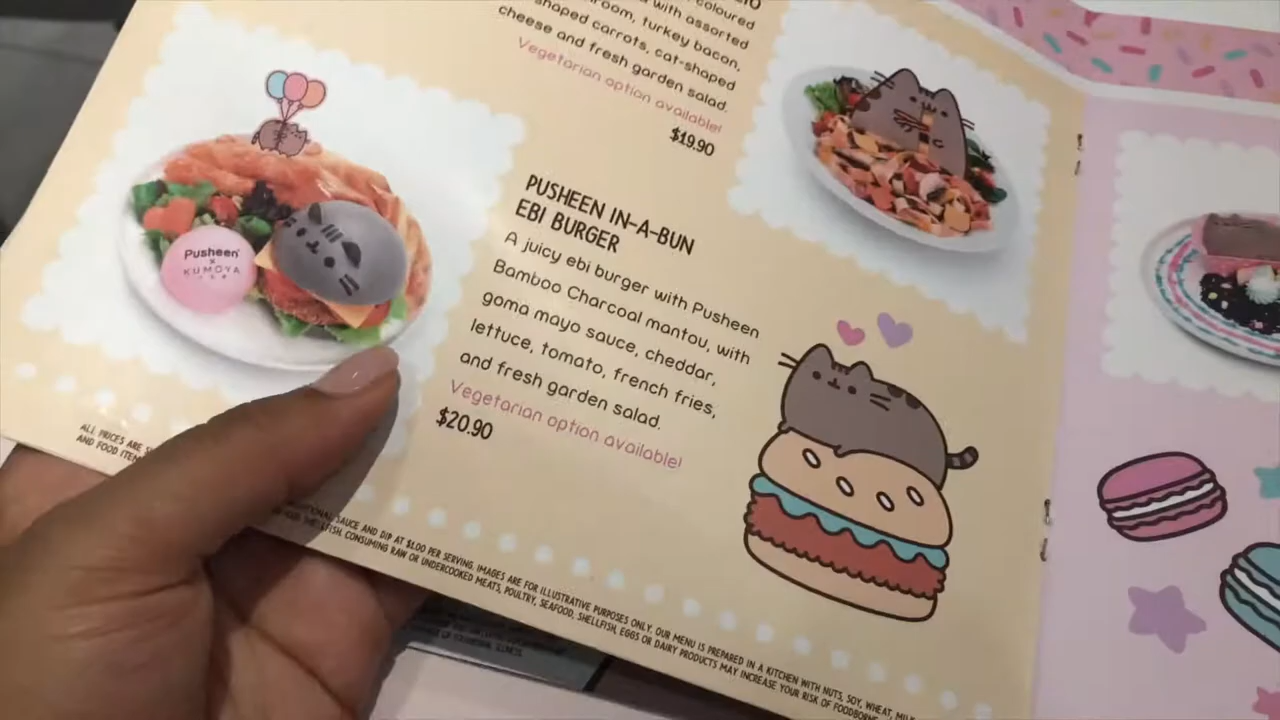 coloured
with assorted
room, turkey bacon,
shaped carrots, cat-shaped
cheese and fresh garden salad.
Vegetarian option available!
$19.90
PUSHEEN IN-A-BUN
EBI BURGER
A juicy ebi burger with Pusheen
Bamboo Charcoal mantou, with
goma mayo sauce, cheddar,
lettuce, tomato, french fries,
and fresh garden salad.
Vegetarian option available!
$20.90
Pusheen
x
KUMOYA
ALL PRICES ARE
AND FOOD
SAUCE AND DIP AT $1.00 PER SERVING. IMAGES ARE FOR ILLUSTRATIVE PURPOSES ONLY. OUR MENU IS PREPARED IN A KITCHEN WITH NUTS, SOY, WHEAT,
SHELLFISH. CONSUMING RAW OR UNDERCOOKED MEATS, POULTRY, SEAFOOD, SHELLFISH, EGGS OR DAIRY PRODUCTS MAY INCREASE YOUR RISK OF